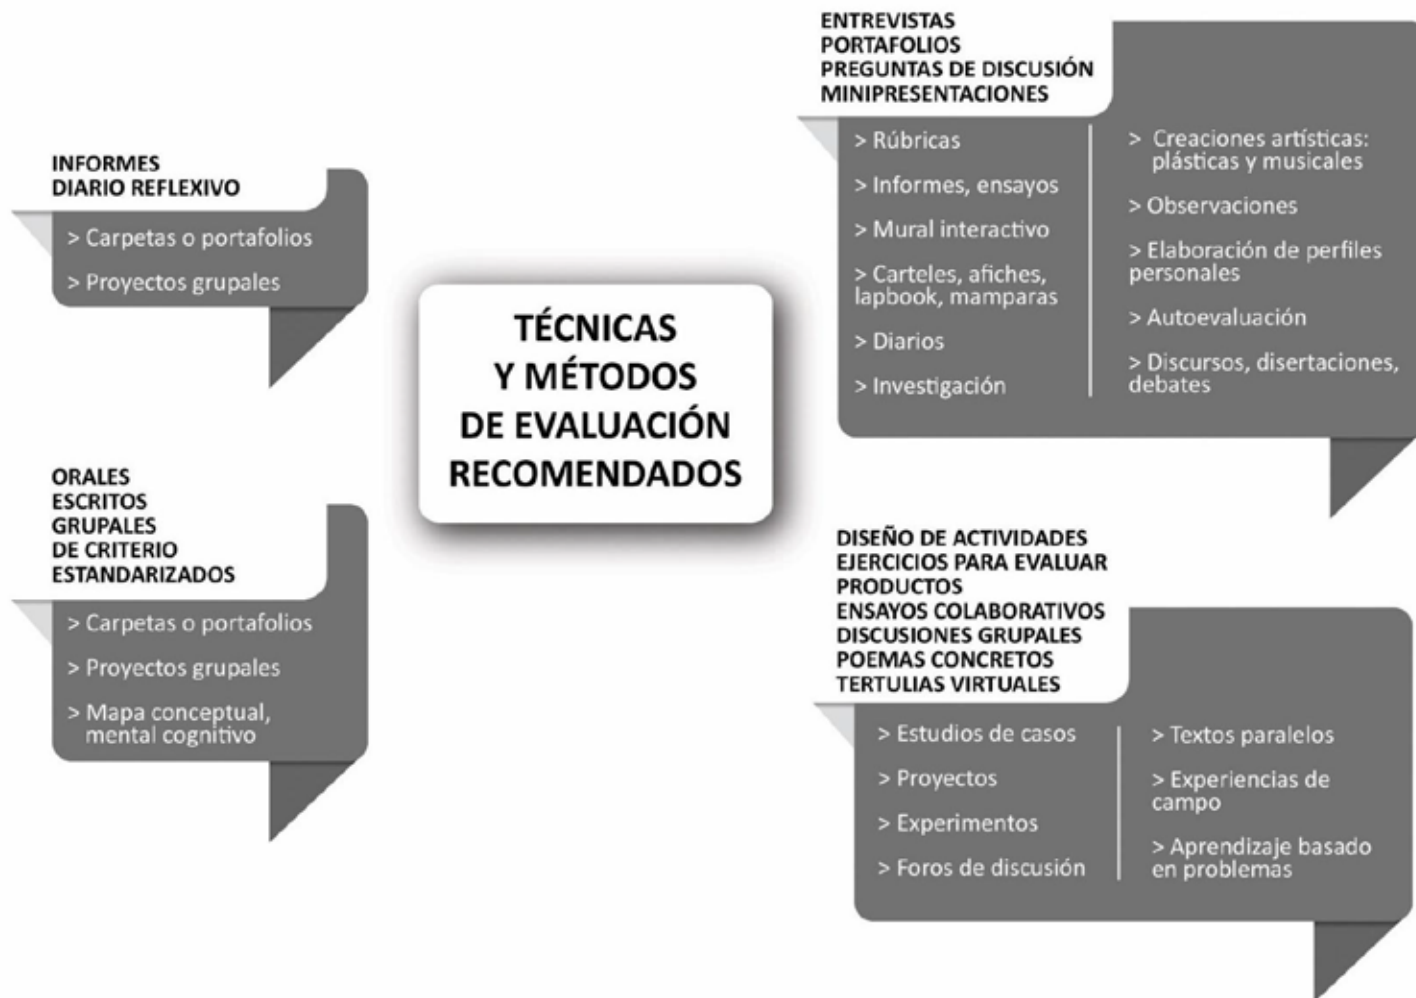 INFORMES
DIARIO REFLEXIVO
> Carpetas o portafolios
> Proyectos grupales
ORALES
ESCRITOS
GRUPALES
DE CRITERIO
ESTANDARIZADOS
> Carpetas o portafolios
> Proyectos grupales
> Mapa conceptual,
mental cognitivo
TÉCNICAS
Y MÉTODOS
DE EVALUACIÓN
RECOMENDADOS
ENTREVISTAS
PORTAFOLIOS
PREGUNTAS DE DISCUSIÓN
MINIPRESENTACIONES
> Rúbricas
> Informes, ensayos
> Mural interactivo
> Carteles, afiches,
lapbook, mamparas
> Diarios
> Investigación
> Creaciones artísticas:
plásticas y musicales
> Observaciones
> Elaboración de perfiles
personales
> Autoevaluación
> Discursos, disertaciones,
debates
DISEÑO DE ACTIVIDADES
EJERCICIOS PARA EVALUAR
PRODUCTOS
ENSAYOS COLABORATIVOS
DISCUSIONES GRUPALES
POEMAS CONCRETOS
TERTULIAS VIRTUALES
> Estudios de casos
> Proyectos
> Experimentos
> Foros de discusión
> Textos paralelos
> Experiencias de
campo
> Aprendizaje basado
en problemas